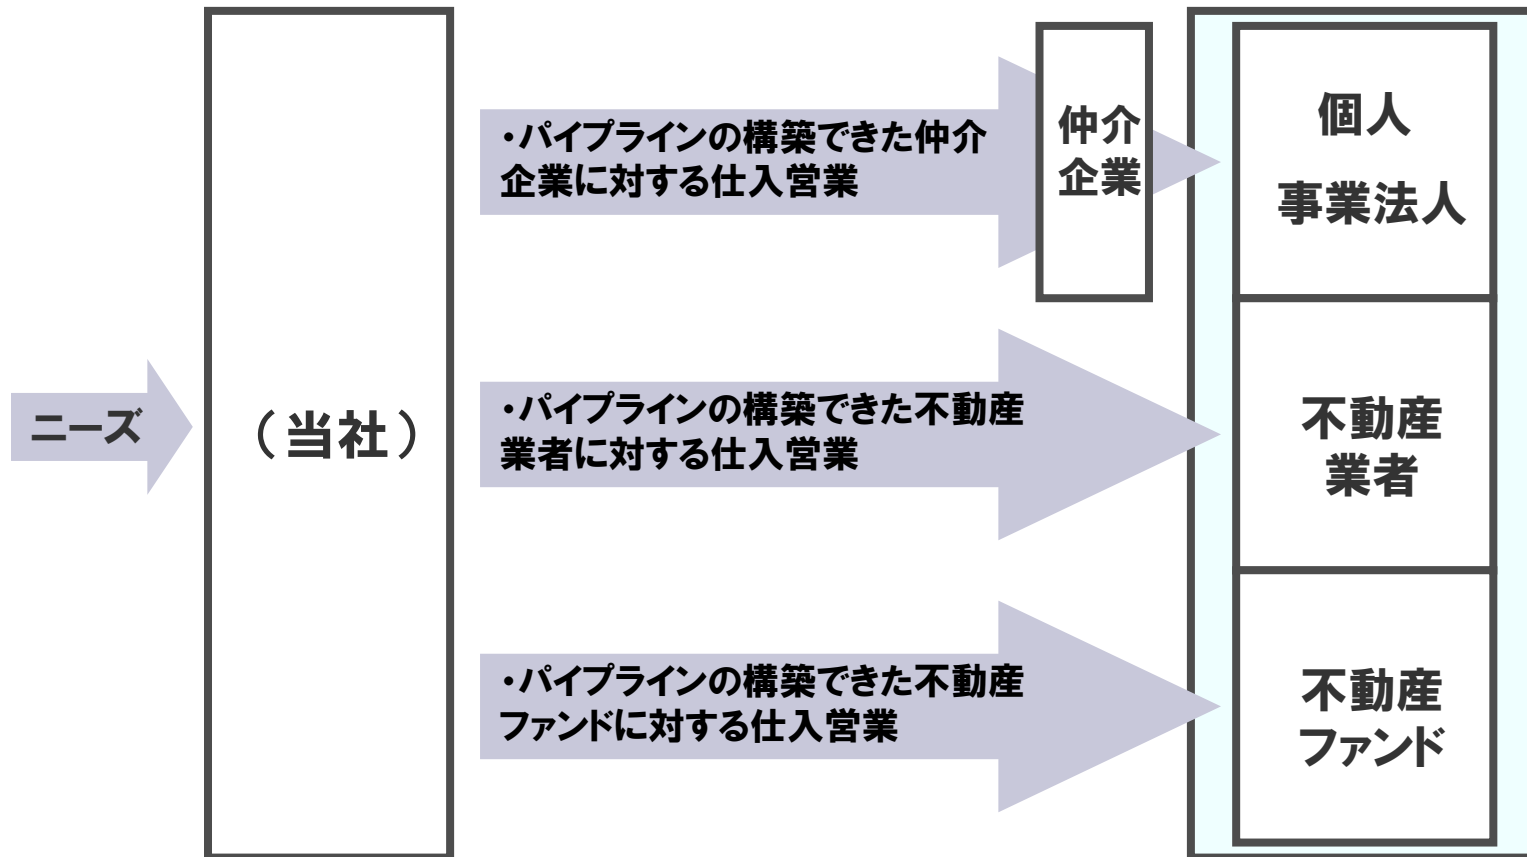 ニーズ
（当社）
・パイプラインの構築できた仲介
企業に対する仕入営業
仲介
企業
個人
事業法人
・パイプラインの構築できた不動産
業者に対する仕入営業
不動産
業者
・パイプラインの構築できた不動産
ファンドに対する仕入営業
不動産
ファンド